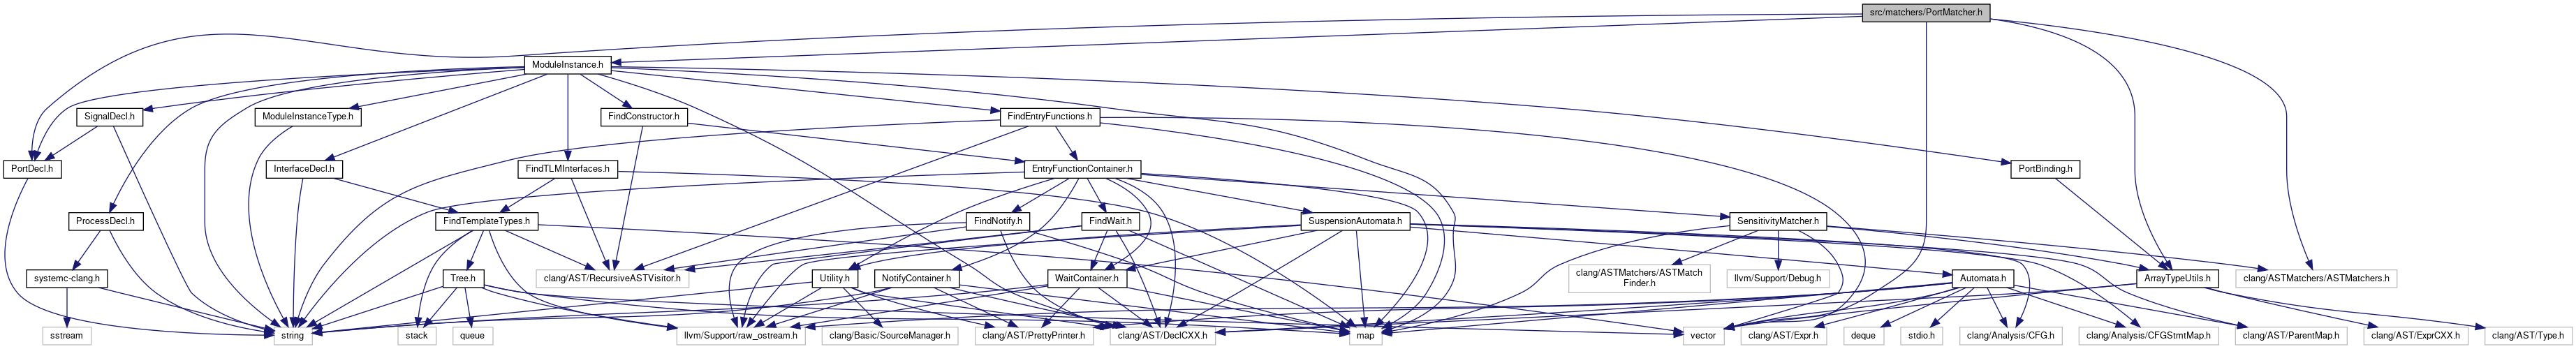 src/matchers/PortMatcher.h
ModuleInstance.h
SignalDecl.h
ModuleInstanceType.h
FindConstructor.h
FindEntryFunctions.h
PortDecl.h
InterfaceDecl.h
FindTLMInterfaces.h
EntryFunctionContainer.h
PortBinding.h
ProcessDecl.h
FindTemplateTypes.h
FindNotify.h
FindWait.h
SuspensionAutomata.h
SensitivityMatcher.h
systemc-clang.h
Tree.h
clang/AST/RecursiveASTVisitor.h
Utility.h
NotifyContainer.h
WaitContainer.h
clang/ASTMatchers/ASTMatch
Finder.h
llvm/Support/Debug.h
Automata.h
ArrayTypeUtils.h
clang/ASTMatchers/ASTMatchers.h
sstream
string
stack
queue
llvm/Support/raw_ostream.h
clang/Basic/SourceManager.h
clang/AST/PrettyPrinter.h
clang/AST/DeclCXX.h
map
vector
clang/AST/Expr.h
deque
stdio.h
clang/Analysis/CFG.h
clang/Analysis/CFGStmtMap.h
clang/AST/ParentMap.h
clang/AST/ExprCXX.h
clang/AST/Type.h